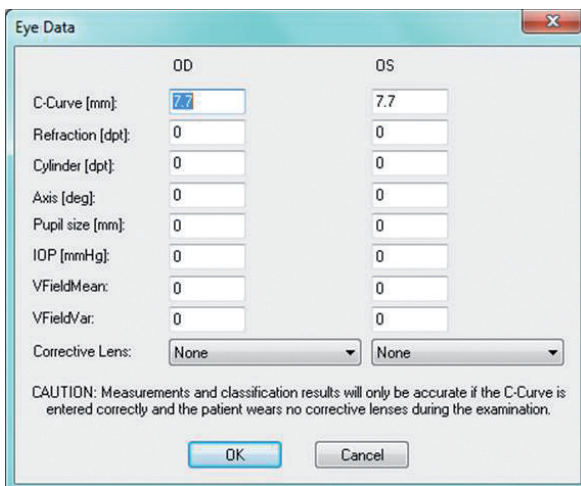 Eye Data
OD OS
C-Curve [mm]: 7.7 7.7
Refraction [dpt]: 0 0
Cylinder [dpt]: 0 0
Axis [deg]: 0 0
Pupil size [mm]: 0 0
IOP [mmHg]: 0 0
VFieldMean: 0 0
VFieldVar: 0 0
Corrective Lens: None None
CAUTION: Measurements and classification results will only be accurate if the C-Curve is
entered correctly and the patient wears no corrective lenses during the examination.
OK Cancel